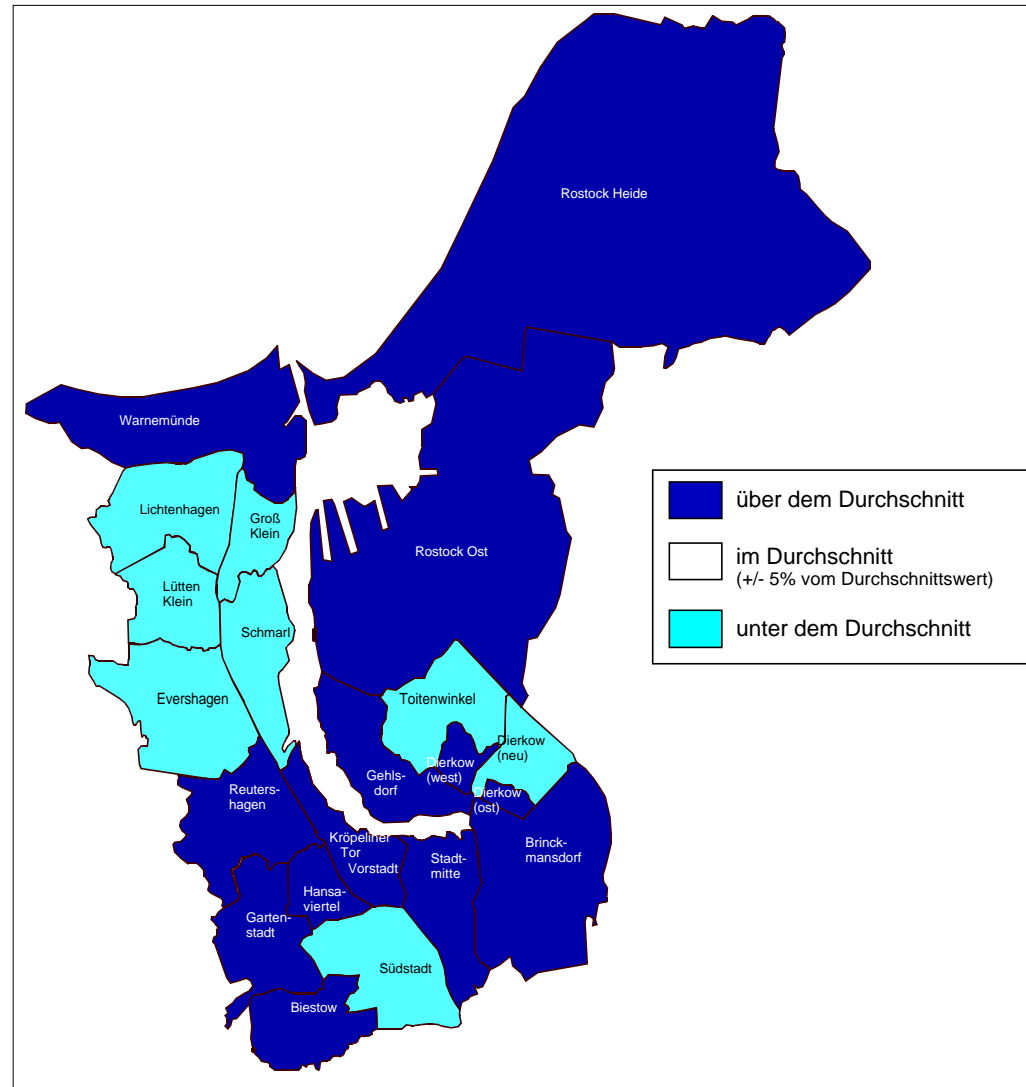 Rostock Heide
Warnemünde
Lichtenhagen
Groß
Klein
Rostock Ost
Lütten
Klein
Schmarl
Evershagen
Toitenwinkel
Dierkow
(neu)
Dierkow
(west)
Gehls-
dorf
Dierkow
(ost)
Reuters-
hagen
Kröpeliner
Tor
Vorstadt
Stadt-
mitte
Brinck-
mansdorf
Hansa-
viertel
Garten-
stadt
Südstadt
Biestow
über dem Durchschnitt
im Durchschnitt
(+/- 5% vom Durchschnittswert)
unter dem Durchschnitt